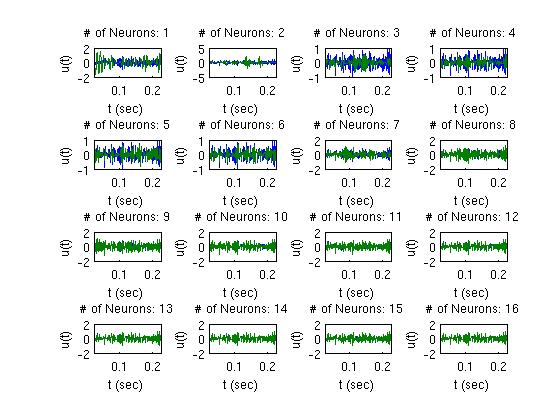 # of Neurons: 1 # of Neurons: 2 # of Neurons: 3 # of Neurons: 4
2 5 1 1
u(t) 0 u(t) 0 u(t) 0 u(t) 0
-2 -5 -1 -1
0.1 0.2 0.1 0.2 0.1 0.2 0.1 0.2
t (sec) t (sec) t (sec) t (sec)
# of Neurons: 5 # of Neurons: 6 # of Neurons: 7 # of Neurons: 8
1 1 2 2
u(t) 0 u(t) 0 u(t) 0 u(t) 0
-1 -1 -2 -2
0.1 0.2 0.1 0.2 0.1 0.2 0.1 0.2
t (sec) t (sec) t (sec) t (sec)
# of Neurons: 9 # of Neurons: 10 # of Neurons: 11 # of Neurons: 12
2 2 2 2
u(t) 0 u(t) 0 u(t) 0 u(t) 0
-2 -2 -2 -2
0.1 0.2 0.1 0.2 0.1 0.2 0.1 0.2
t (sec) t (sec) t (sec) t (sec)
# of Neurons: 13 # of Neurons: 14 # of Neurons: 15 # of Neurons: 16
2 2 2 2
u(t) 0 u(t) 0 u(t) 0 u(t) 0
-2 -2 -2 -2
0.1 0.2 0.1 0.2 0.1 0.2 0.1 0.2
t (sec) t (sec) t (sec) t (sec)